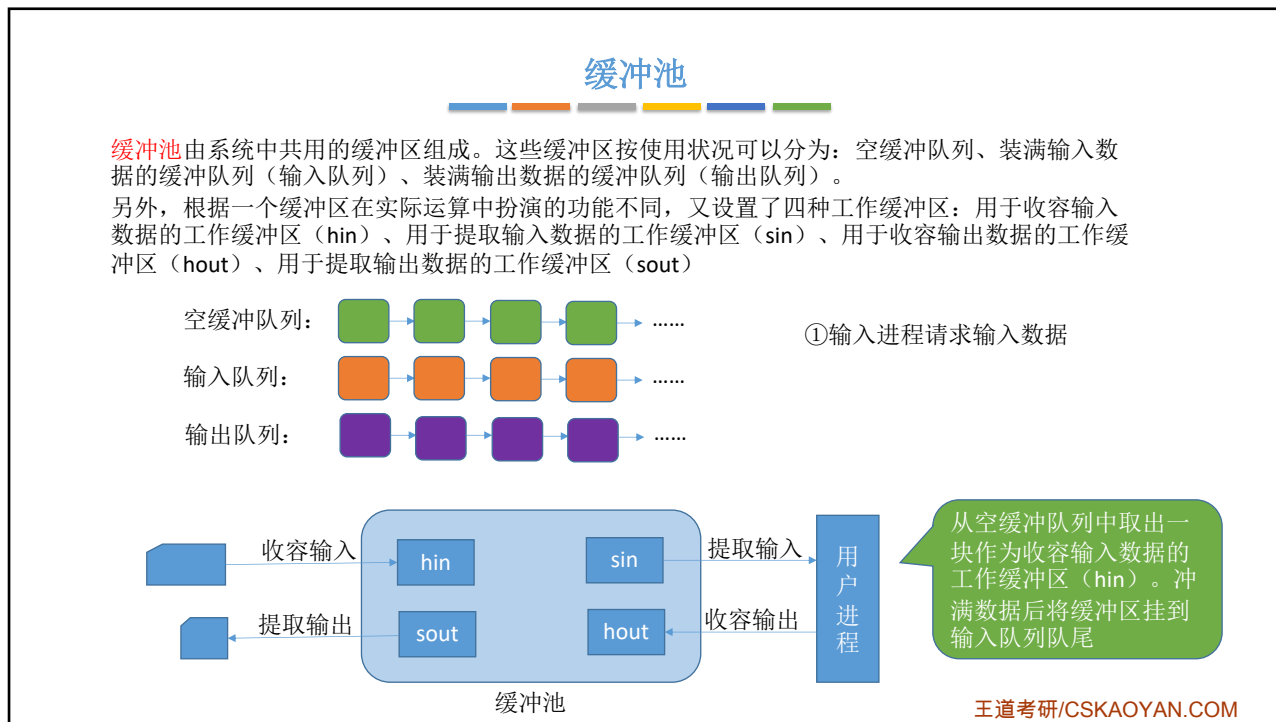 缓冲池
缓冲池由系统中共用的缓冲区组成。这些缓冲区按使用状况可以分为：空缓冲队列、装满输入数
据的缓冲队列（输入队列）、装满输出数据的缓冲队列（输出队列）。
另外，根据一个缓冲区在实际运算中扮演的功能不同，又设置了四种工作缓冲区：用于收容输入
数据的工作缓冲区（hin）、用于提取输入数据的工作缓冲区（sin）、用于收容输出数据的工作缓
冲区（hout）、用于提取输出数据的工作缓冲区（sout）
空缓冲队列：
……
①输入进程请求输入数据
输入队列：
……
输出队列：
……
收容输入
hin
sin
提取输入
提取输出
sout
hout
收容输出
用
户
进
程
从空缓冲队列中取出一
块作为收容输入数据的
工作缓冲区（hin）。冲
满数据后将缓冲区挂到
输入队列队尾
缓冲池
王道考研/CSKAOYAN.COM